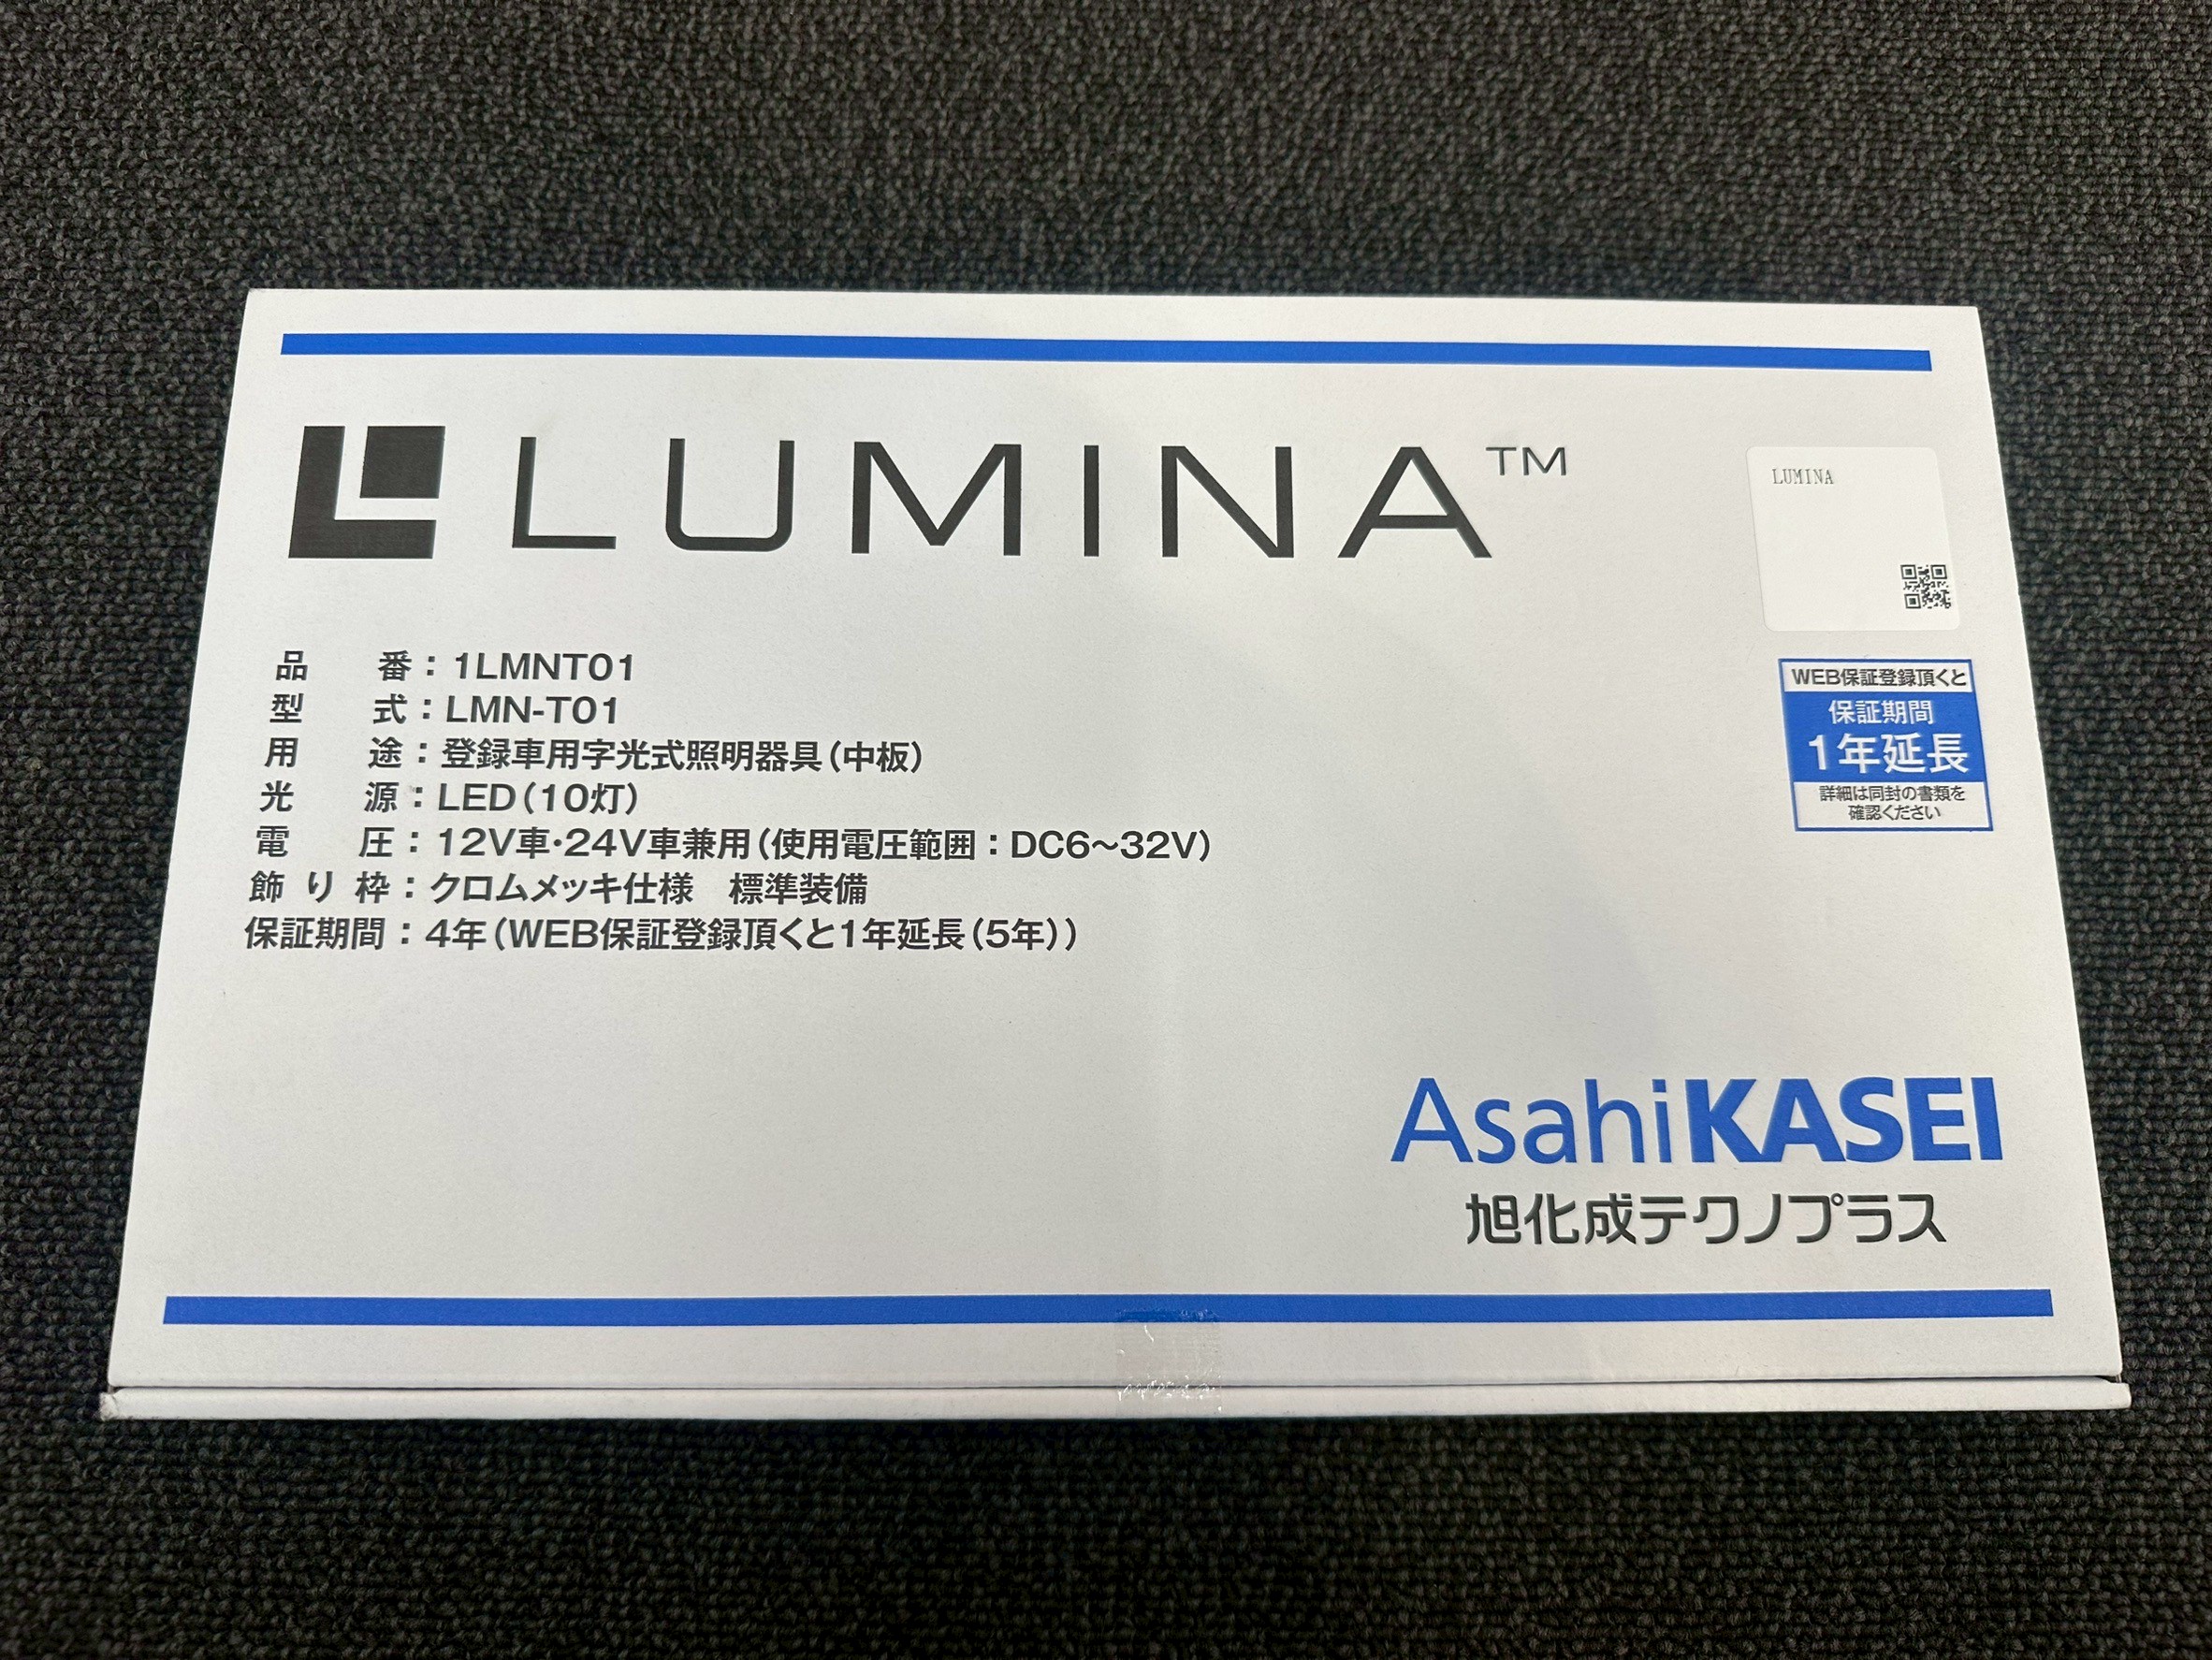 LUMINA™
LUMINA
品番：1LMNT01
型式：LMN-T01
用途：登録車用字光式照明器具（中板）
光源：LED（10灯）
電圧：12V車・24V車兼用（使用電圧範囲：DC6〜32V）
飾り枠：クロムメッキ仕様　標準装備
保証期間：4年（WEB保証登録頂くと1年延長（5年））
WEB保証登録頂くと
保証期間
1年延長
詳細は同封の書類を
確認ください
AsahiKASEI
旭化成テクノプラス